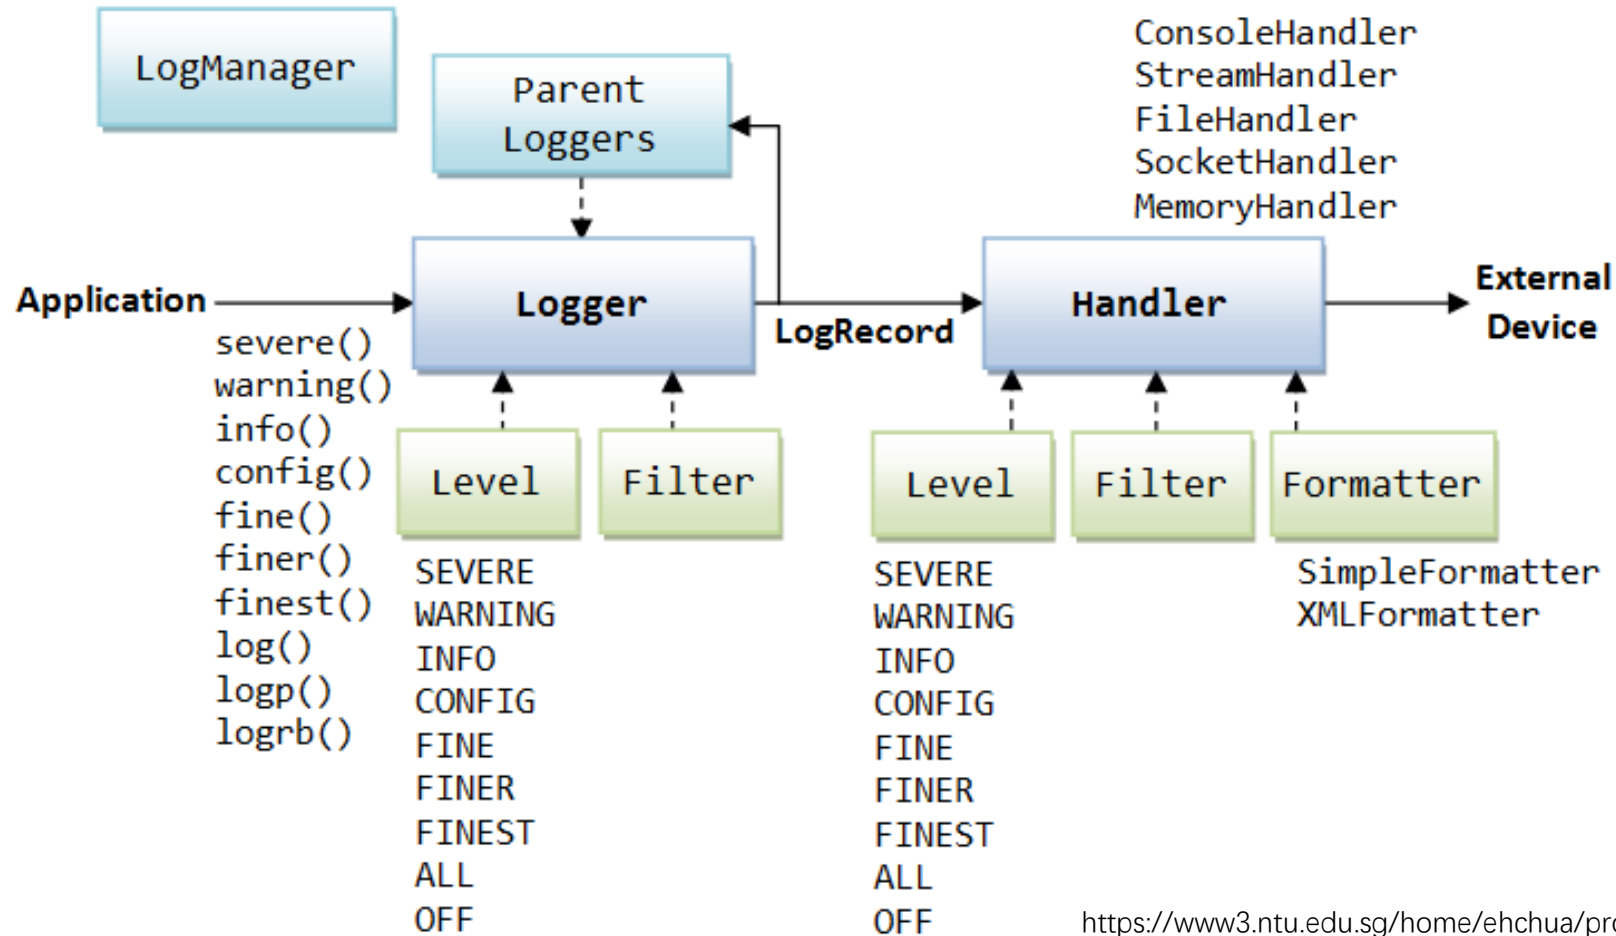 LogManager
Parent
Loggers
ConsoleHandler
StreamHandler
FileHandler
SocketHandler
MemoryHandler
Application
Logger
LogRecord
Handler
External
Device
severe()
warning()
info()
config()
fine()
finer()
finest()
log()
logp()
logrb()
Level
Filter
SEVERE
WARNING
INFO
CONFIG
FINE
FINER
FINEST
ALL
OFF
Level
Filter
Formatter
SEVERE
WARNING
INFO
CONFIG
FINE
FINER
FINEST
ALL
OFF
SimpleFormatter
XMLFormatter
https://www3.ntu.edu.sg/home/ehchua/pro